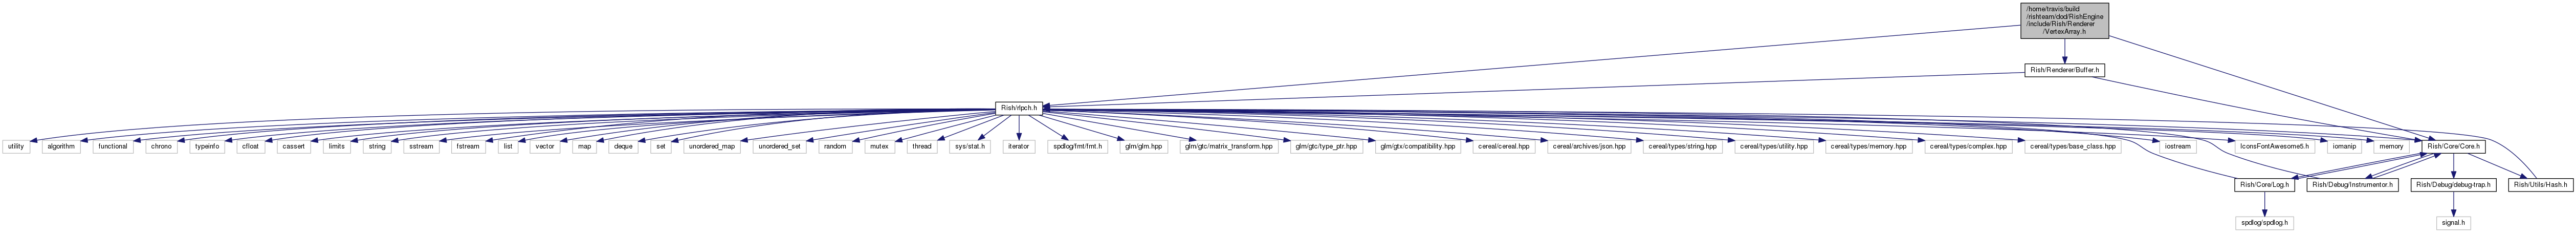 /home/travis/build
/rishteam/dod/RishEngine
/include/Rish/Renderer
/VertexArray.h
Rish/Renderer/Buffer.h
Rish/rlpch.h
utility
algorithm
functional
chrono
typeinfo
cfloat
cassert
limits
string
sstream
fstream
list
vector
map
deque
set
unordered_map
unordered_set
random
mutex
thread
sys/stat.h
iterator
spdlog/fmt/fmt.h
glm/glm.hpp
glm/gtc/matrix_transform.hpp
glm/gtc/type_ptr.hpp
glm/gtx/compatibility.hpp
cereal/cereal.hpp
cereal/archives/json.hpp
cereal/types/string.hpp
cereal/types/utility.hpp
cereal/types/memory.hpp
cereal/types/complex.hpp
cereal/types/base_class.hpp
iostream
IconsFontAwesome5.h
iomanip
memory
Rish/Core/Core.h
Rish/Core/Log.h
Rish/Debug/Instrumentor.h
Rish/Debug/debug-trap.h
Rish/Utils/Hash.h
spdlog/spdlog.h
signal.h